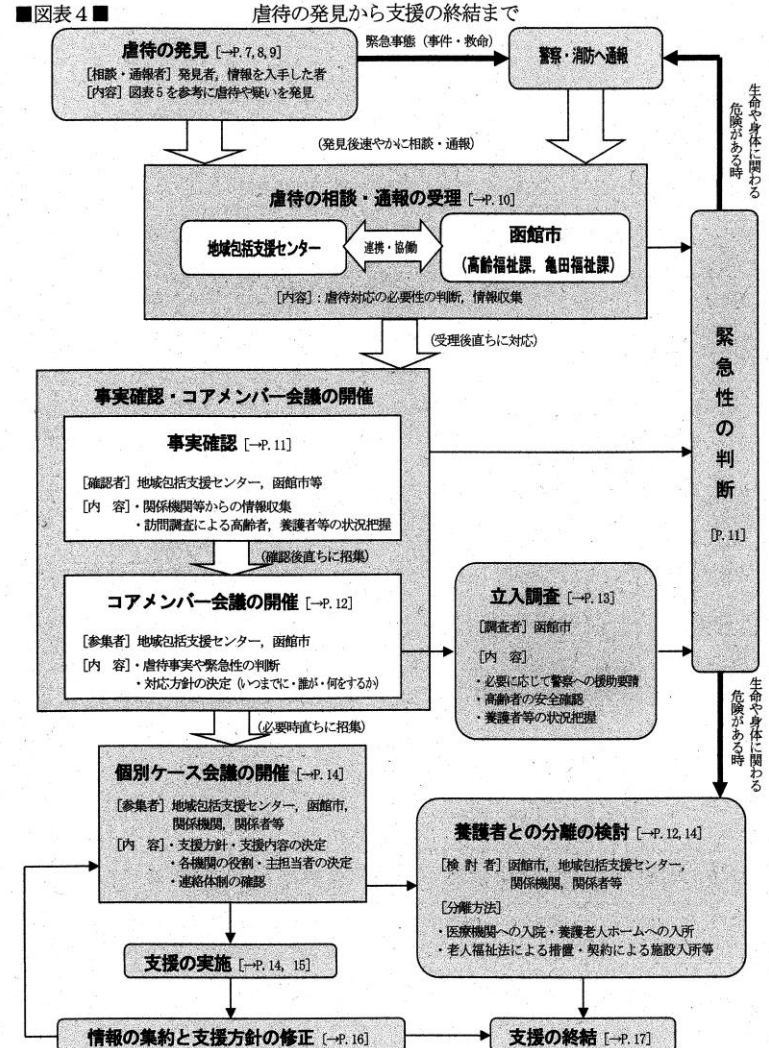 ■図表４■
虐待の発見から支援の終結まで
虐待の発見 [→P. 7, 8, 9]
[相談・通報者] 発見者，情報を入手した者
[内容] 図表５を参考に虐待や疑いを発見
緊急事態（事件・救命）
警察・消防へ通報
生命や身体に関わる
危険がある時
(発見後速やかに相談・通報)
虐待の相談・通報の受理 [→P. 10]
地域包括支援センター
連携・協働
函館市
(高齢福祉課，亀田福祉課)
[内容]：虐待対応の必要性の判断，情報収集
(受理後直ちに対応)
緊急性の判断
[P. 11]
事実確認・コアメンバー会議の開催
事実確認 [→P. 11]
[確認者] 地域包括支援センター，函館市等
[内　容]・関係機関等からの情報収集
・訪問調査による高齢者，養護者等の状況把握
(確認後直ちに招集)
コアメンバー会議の開催 [→P. 12]
[参集者] 地域包括支援センター，函館市
[内　容]・虐待事実や緊急性の判断
・対応方針の決定（いつまでに・誰が・何をするか）
立入調査 [→P. 13]
[調査者] 函館市
[内　容]
・必要に応じて警察への援助要請
・高齢者の安全確認
・養護者等の状況把握
生命や身体に関わる
危険がある時
(必要時直ちに招集)
個別ケース会議の開催 [→P. 14]
[参集者] 地域包括支援センター，函館市，
関係機関，関係者等
[内　容]・支援方針・支援内容の決定
・各機関の役割・主担当者の決定
・連絡体制の確認
養護者との分離の検討 [→P. 12, 14]
[検 討 者] 函館市，地域包括支援センター，
関係機関，関係者等
[分離方法]
・医療機関への入院・養護老人ホームへの入所
・老人福祉法による措置・契約による施設入所等
支援の実施 [→P. 14, 15]
情報の集約と支援方針の修正 [→P. 16]
支援の終結 [→P. 17]